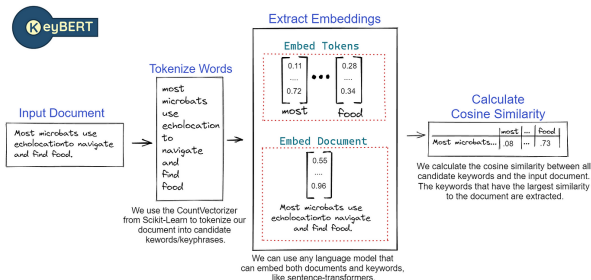 KeyBERT
Extract Embeddings
Embed Tokens
0.11
....
0.72
•••
0.28
....
0.34
most
food
Tokenize Words
most
microbats
use
echolocation
to
navigate
and
find
food
We use the CountVectorizer
from Scikit-Learn to tokenize our
document into candidate
kewords/keyphrases.
Input Document
Most microbats use
echolocationto navigate
and find food.
Embed Document
0.55
....
0.96
Most microbats use
echolocationto navigate
and find food.
We can use any language model that
can embed both documents and keywords,
like sentence-transformers.
Calculate
Cosine Similarity
most ... food
Most microbats... .08 ... .73
We calculate the cosine similarity between all
candidate keywords and the input document.
The keywords that have the largest similarity
to the document are extracted.